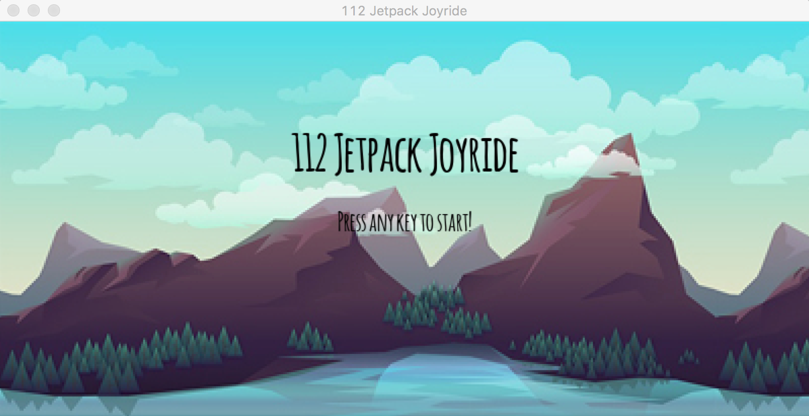 112 Jetpack Joyride
112 Jetpack Joyride
Press any key to start!